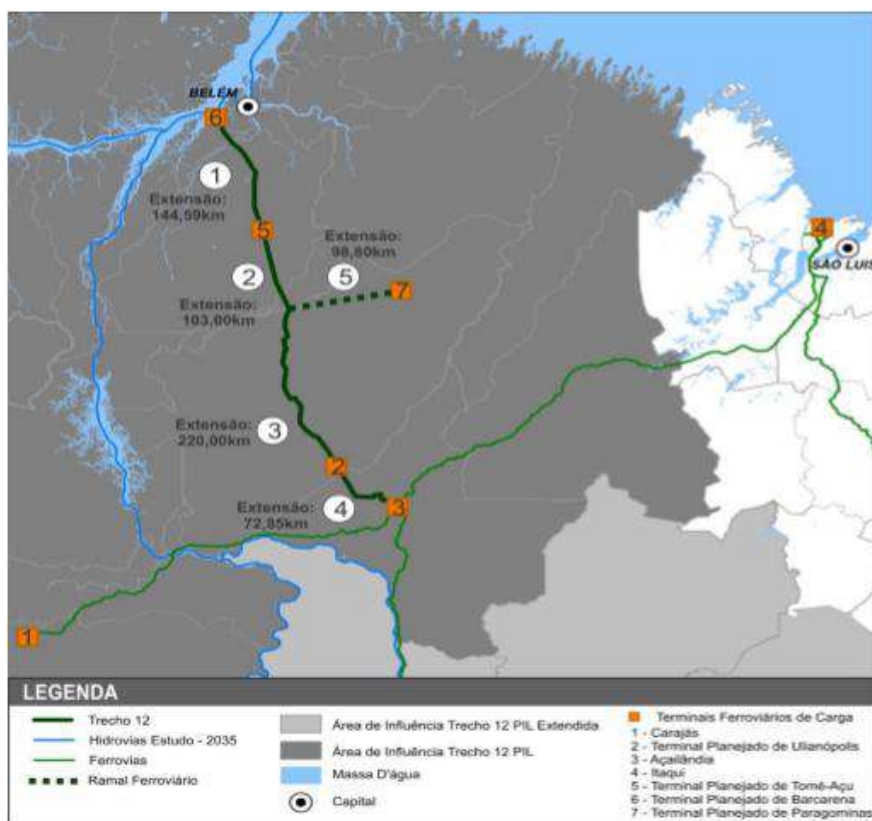 BELÉM
6
1
Extensão:
144,59km
5
Extensão:
98,80km
2
5
7
Extensão:
103,00km
4
SÃO LUIS
Extensão:
220,00km
3
2
Extensão:
72,85km
4
3
1
LEGENDA
Trecho 12
Hidrovias Estudo - 2035
Ferrovias
Ramal Ferroviário
Área de Influência Trecho 12 PIL Extendida
Área de Influência Trecho 12 PIL
Massa D'água
Capital
Terminais Ferroviários de Carga
1 - Carajás
2 - Terminal Planejado de Ulianópolis
3 - Açailândia
4 - Itaqui
5 - Terminal Planejado de Tomé-Açu
6 - Terminal Planejado de Barcarena
7 - Terminal Planejado de Paragominas